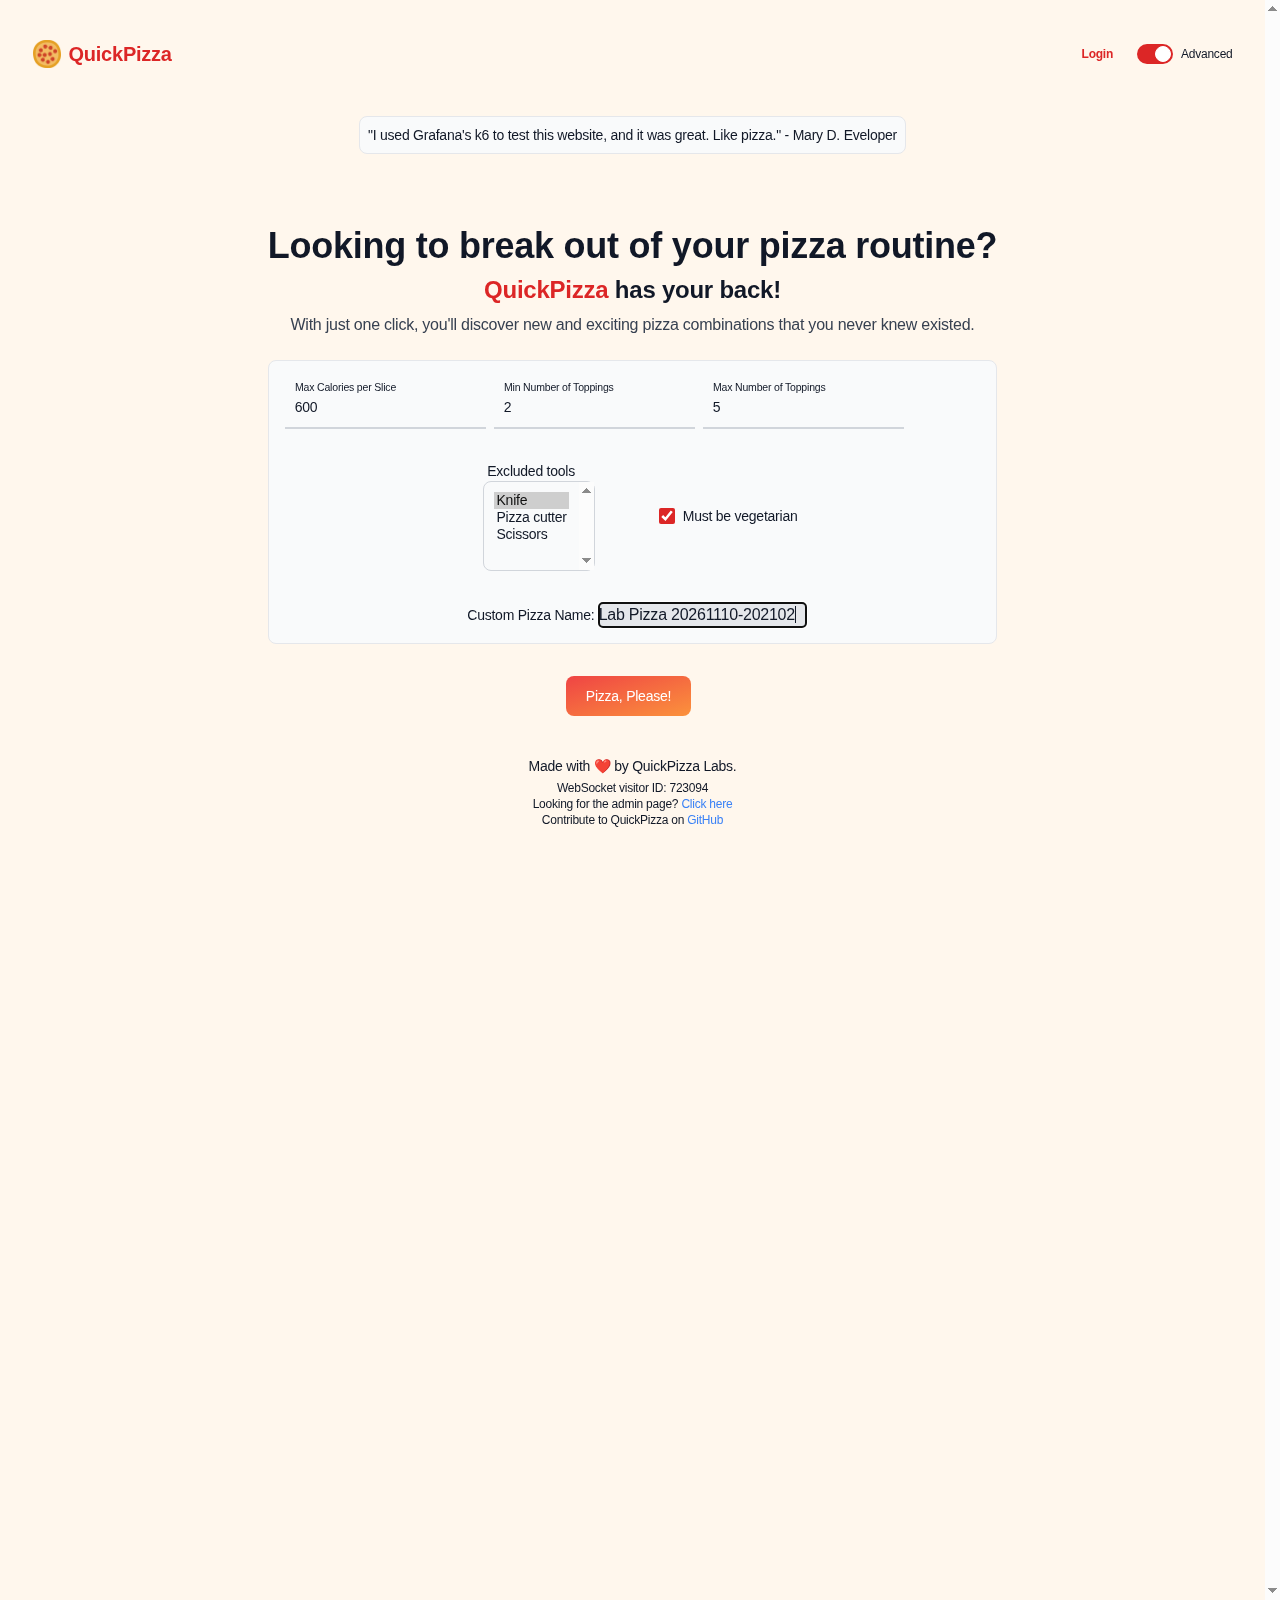 QuickPizza
Login
Advanced
"I used Grafana's k6 to test this website, and it was great. Like pizza." - Mary D. Eveloper
Looking to break out of your pizza routine?
QuickPizza has your back!
With just one click, you'll discover new and exciting pizza combinations that you never knew existed.
Max Calories per Slice
600
Min Number of Toppings
2
Max Number of Toppings
5
Excluded tools
Knife
Pizza cutter
Scissors
Must be vegetarian
Custom Pizza Name: Lab Pizza 20261110-202102
Pizza, Please!
Made with ❤️ by QuickPizza Labs.
WebSocket visitor ID: 723094
Looking for the admin page? Click here
Contribute to QuickPizza on GitHub